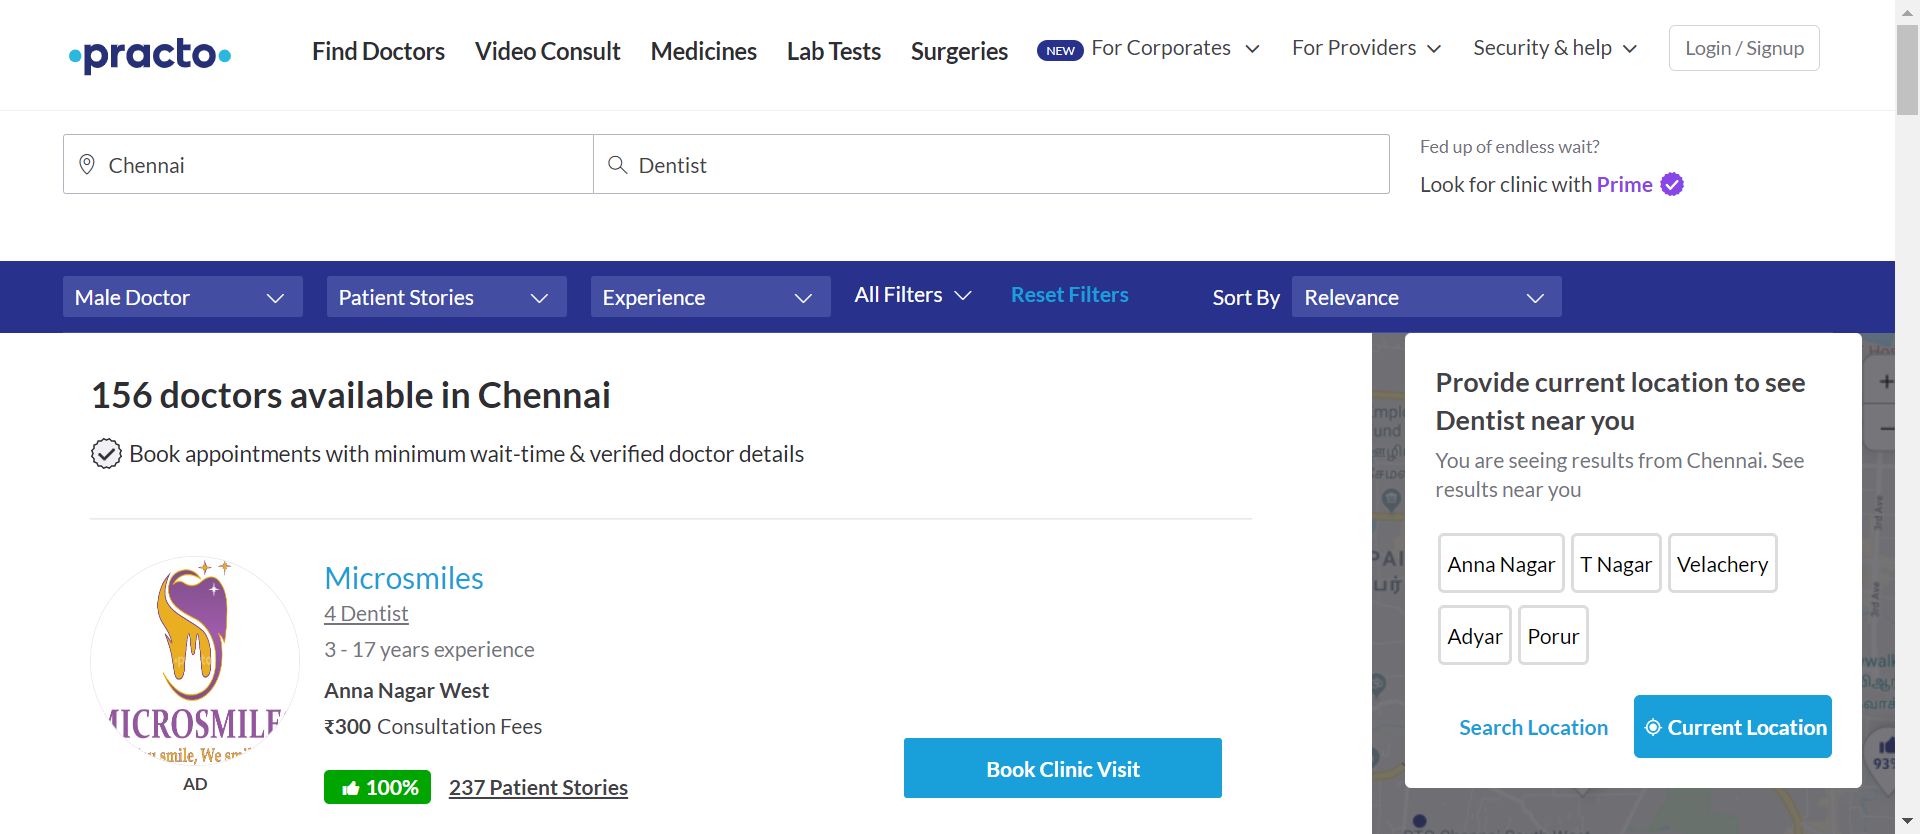 practo
Find Doctors
Video Consult
Medicines
Lab Tests
Surgeries
NEW
For Corporates
For Providers
Security & help
Login / Signup
Chennai
Dentist
Fed up of endless wait?
Look for clinic with Prime
Male Doctor
Patient Stories
Experience
All Filters
Reset Filters
Sort By
Relevance
156 doctors available in Chennai
Book appointments with minimum wait-time & verified doctor details
Microsmiles
4 Dentist
3 - 17 years experience
Anna Nagar West
₹300 Consultation Fees
100%
237 Patient Stories
AD
Book Clinic Visit
Provide current location to see
Dentist near you
You are seeing results from Chennai. See
results near you
Anna Nagar
T Nagar
Velachery
Adyar
Porur
Search Location
Current Location
3rd Ave
3rd Ave